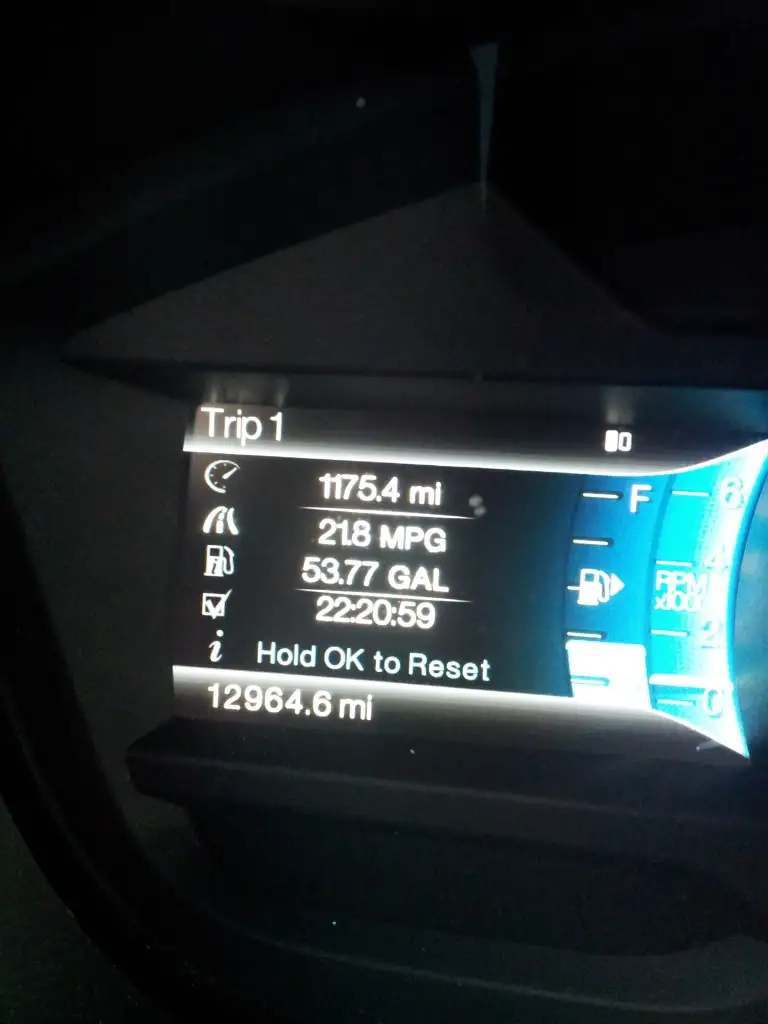 Trip 1
1175.4 mi
21.8 MPG
53.77 GAL
22:20:59
Hold OK to Reset
12964.6 mi
F
6
4
RPM
2
0